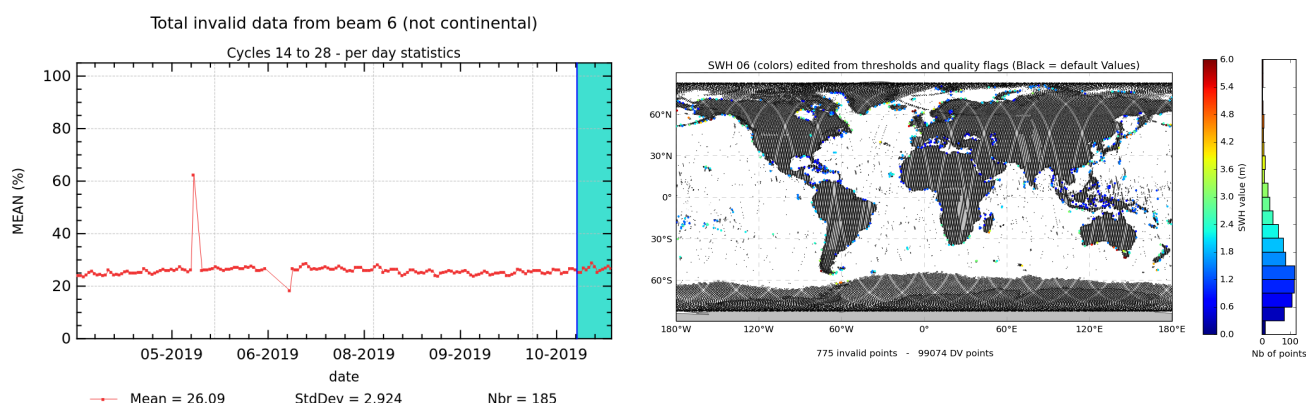 Total invalid data from beam 6 (not continental)
Cycles 14 to 28 - per day statistics
MEAN (%)
100
80
60
40
20
0
05-2019
06-2019
08-2019
09-2019
10-2019
date
Mean = 26.09
StdDev = 2.924
Nbr = 185
SWH 06 (colors) edited from thresholds and quality flags (Black = default Values)
60°N
30°N
0°
30°S
60°S
180°W
120°W
60°W
0°
60°E
120°E
180°E
775 invalid points - 99074 DV points
6.0
5.4
4.8
4.2
3.6
3.0
2.4
1.8
1.2
0.6
0.0
SWH value (m)
0
100
Nb of points